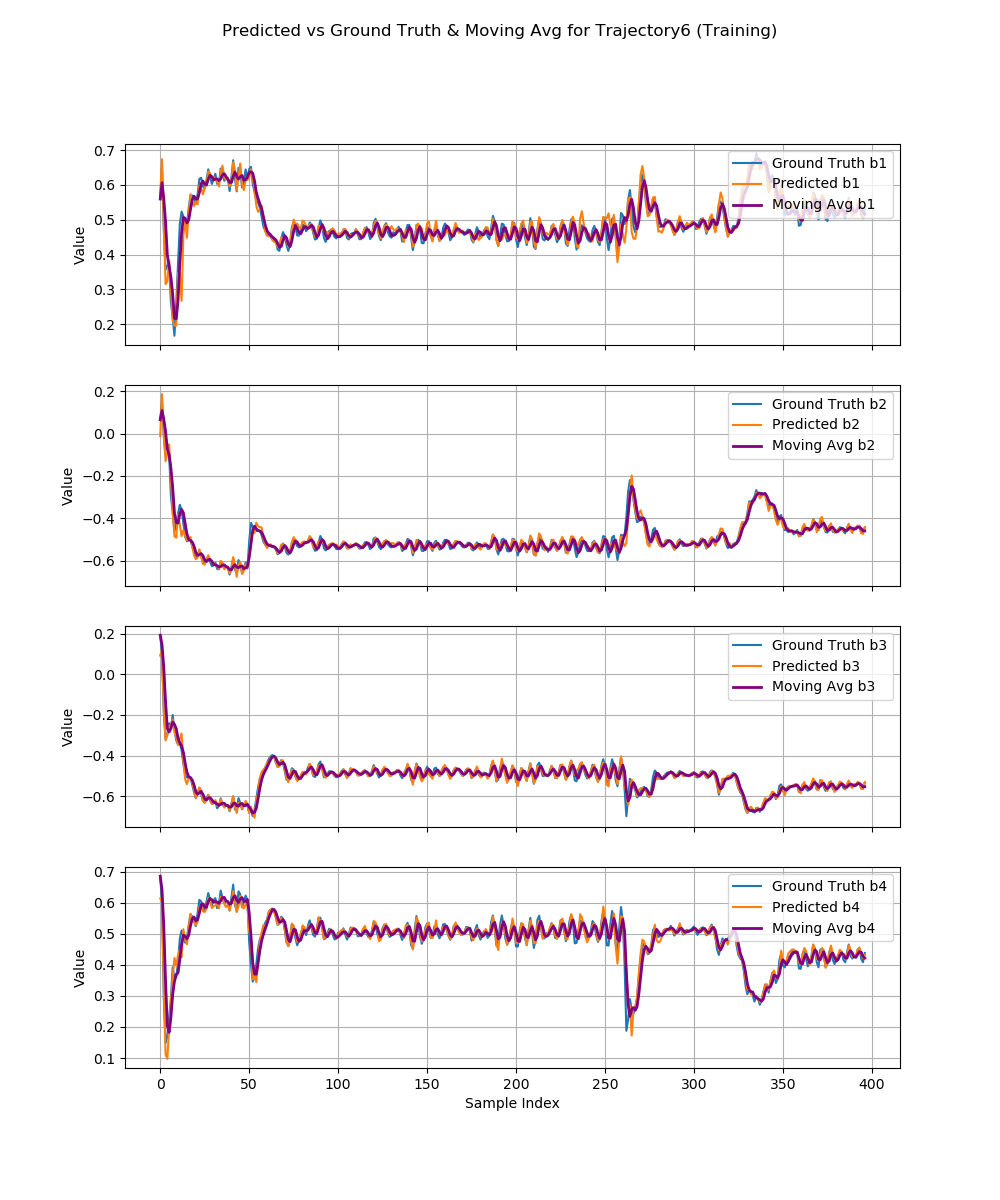 Predicted vs Ground Truth & Moving Avg for Trajectory6 (Training)
0.7
0.6
0.5
0.4
0.3
0.2
Value
Ground Truth b1
Predicted b1
Moving Avg b1
0.2
0.0
−0.2
−0.4
−0.6
Value
Ground Truth b2
Predicted b2
Moving Avg b2
0.2
0.0
−0.2
−0.4
−0.6
Value
Ground Truth b3
Predicted b3
Moving Avg b3
0.7
0.6
0.5
0.4
0.3
0.2
0.1
Value
Ground Truth b4
Predicted b4
Moving Avg b4
0 50 100 150 200 250 300 350 400
Sample Index